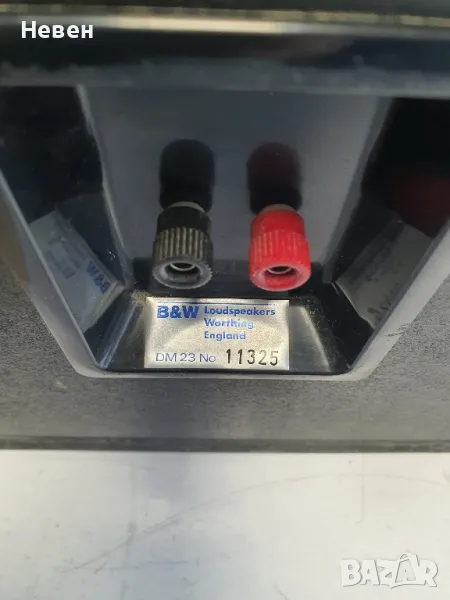 Невен
B&W Loudspeakers
Worthing
England
DM 23 No 11325
BAZAR